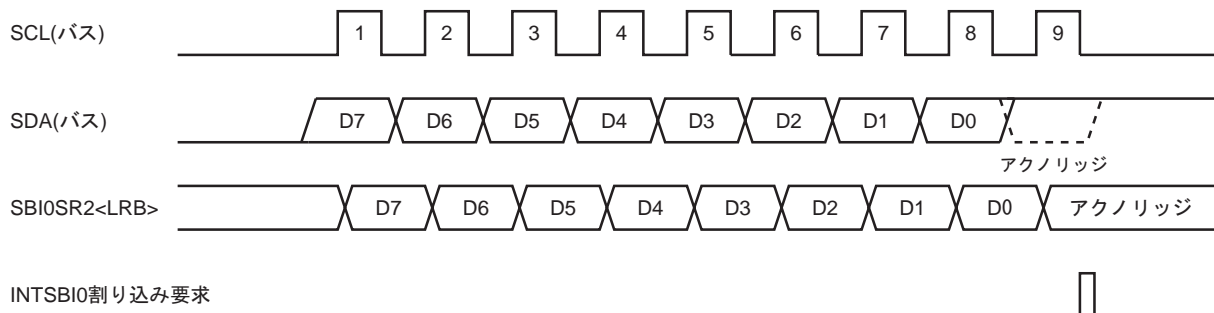 SCL(バス) 1 2 3 4 5 6 7 8 9
SDA(バス) D7 D6 D5 D4 D3 D2 D1 D0
アクノリッジ
SBI0SR2<LRB> D7 D6 D5 D4 D3 D2 D1 D0 アクノリッジ
INTSBI0割り込み要求